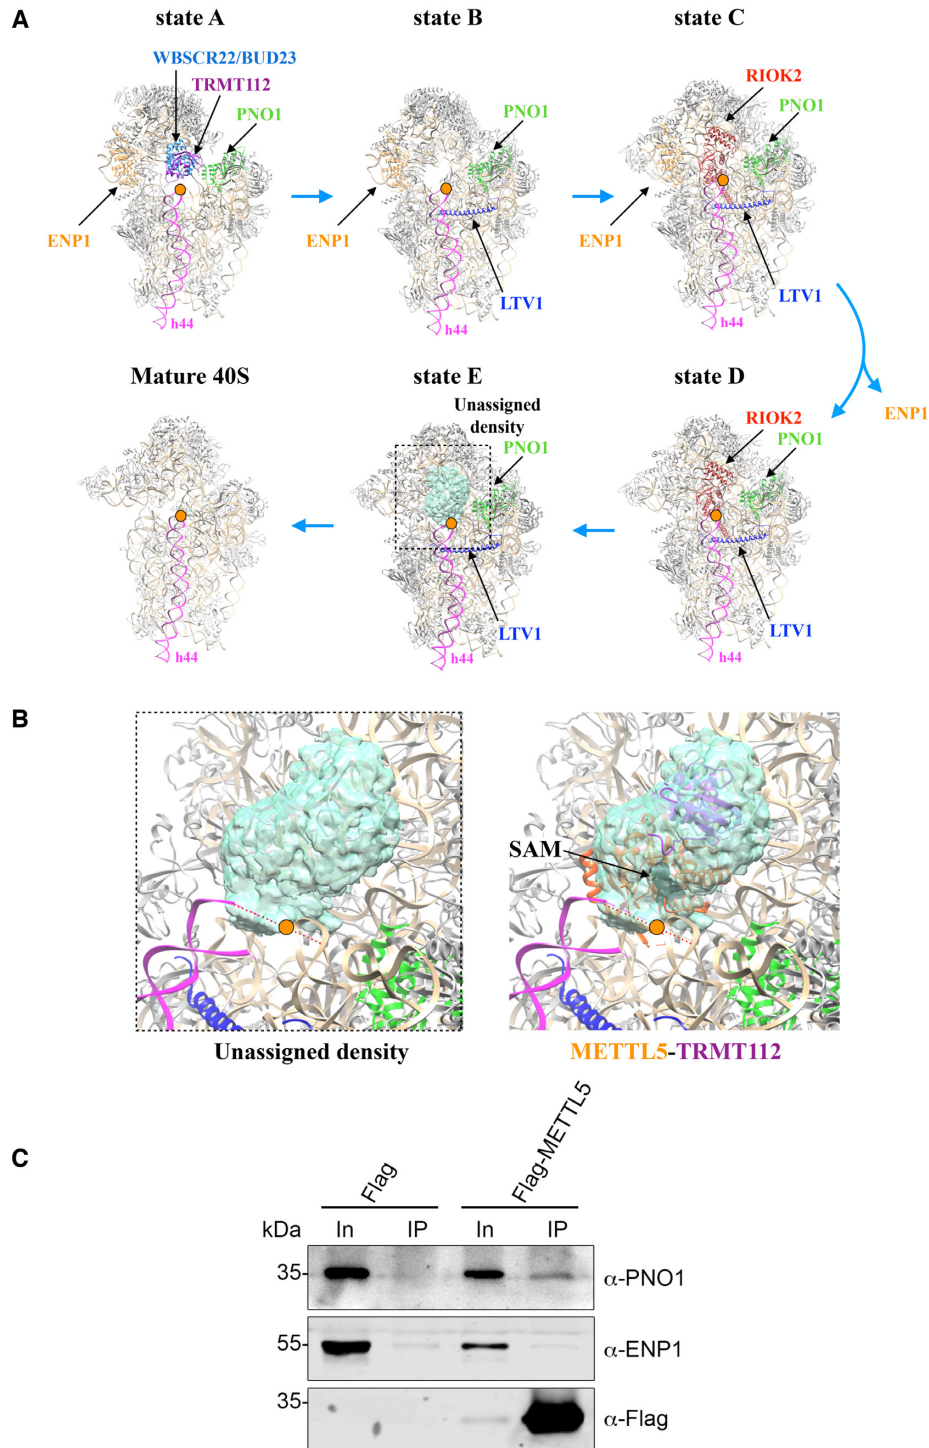 A
state A
state B
state C
WBSCR22/BUD23
TRMT112
PNO1
ENP1
h44
PNO1
ENP1
LTV1
h44
RIOK2
PNO1
ENP1
LTV1
h44
ENP1
Mature 40S
state E
state D
h44
Unassigned
density
PNO1
LTV1
h44
RIOK2
PNO1
LTV1
h44
B
SAM
Unassigned density
METTL5-TRMT112
C
Flag
Flag-METTL5
kDa In IP In IP
35
α-PNO1
55
α-ENP1
35
α-Flag